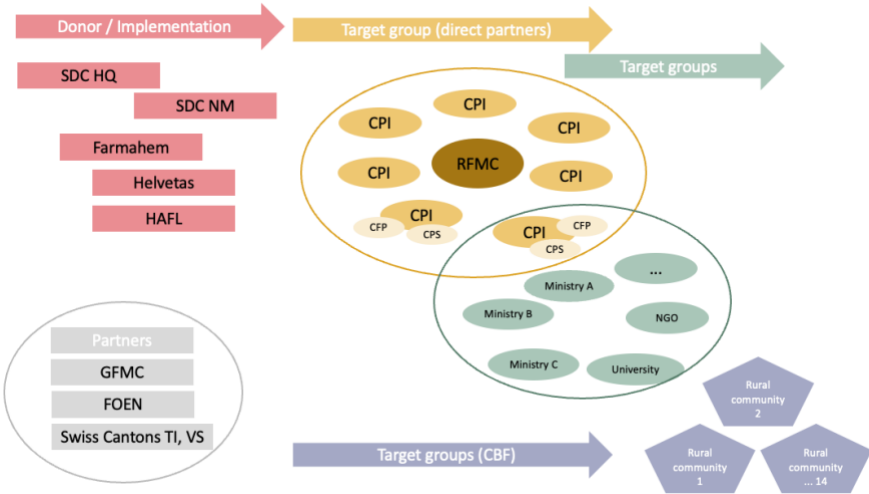 Donor / Implementation
Target group (direct partners)
Target groups
SDC HQ
SDC NM
Farmahem
Helvetas
HAFL
CPI
CPI
CPI
CPI
RFMC
CPI
CPI
CFP
CPS
CPI
CFP
CPS
Ministry A
...
Ministry B
NGO
Ministry C
University
Partners
GFMC
FOEN
Swiss Cantons TI, VS
Target groups (CBF)
Rural
community
2
Rural
community
1
Rural
community
... 14